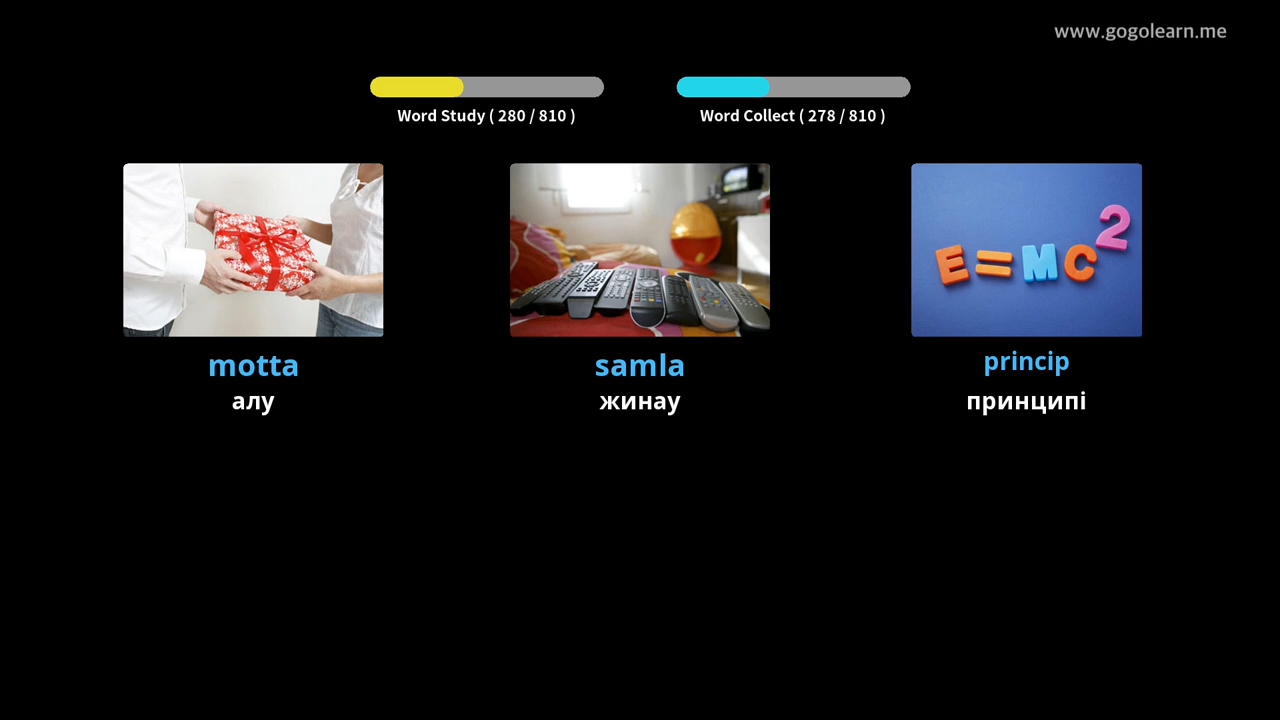 www.gogolearn.me
Word Study ( 280 / 810 )
Word Collect ( 278 / 810 )
E=MC2
motta
samla
princip
алу
жинау
принципі